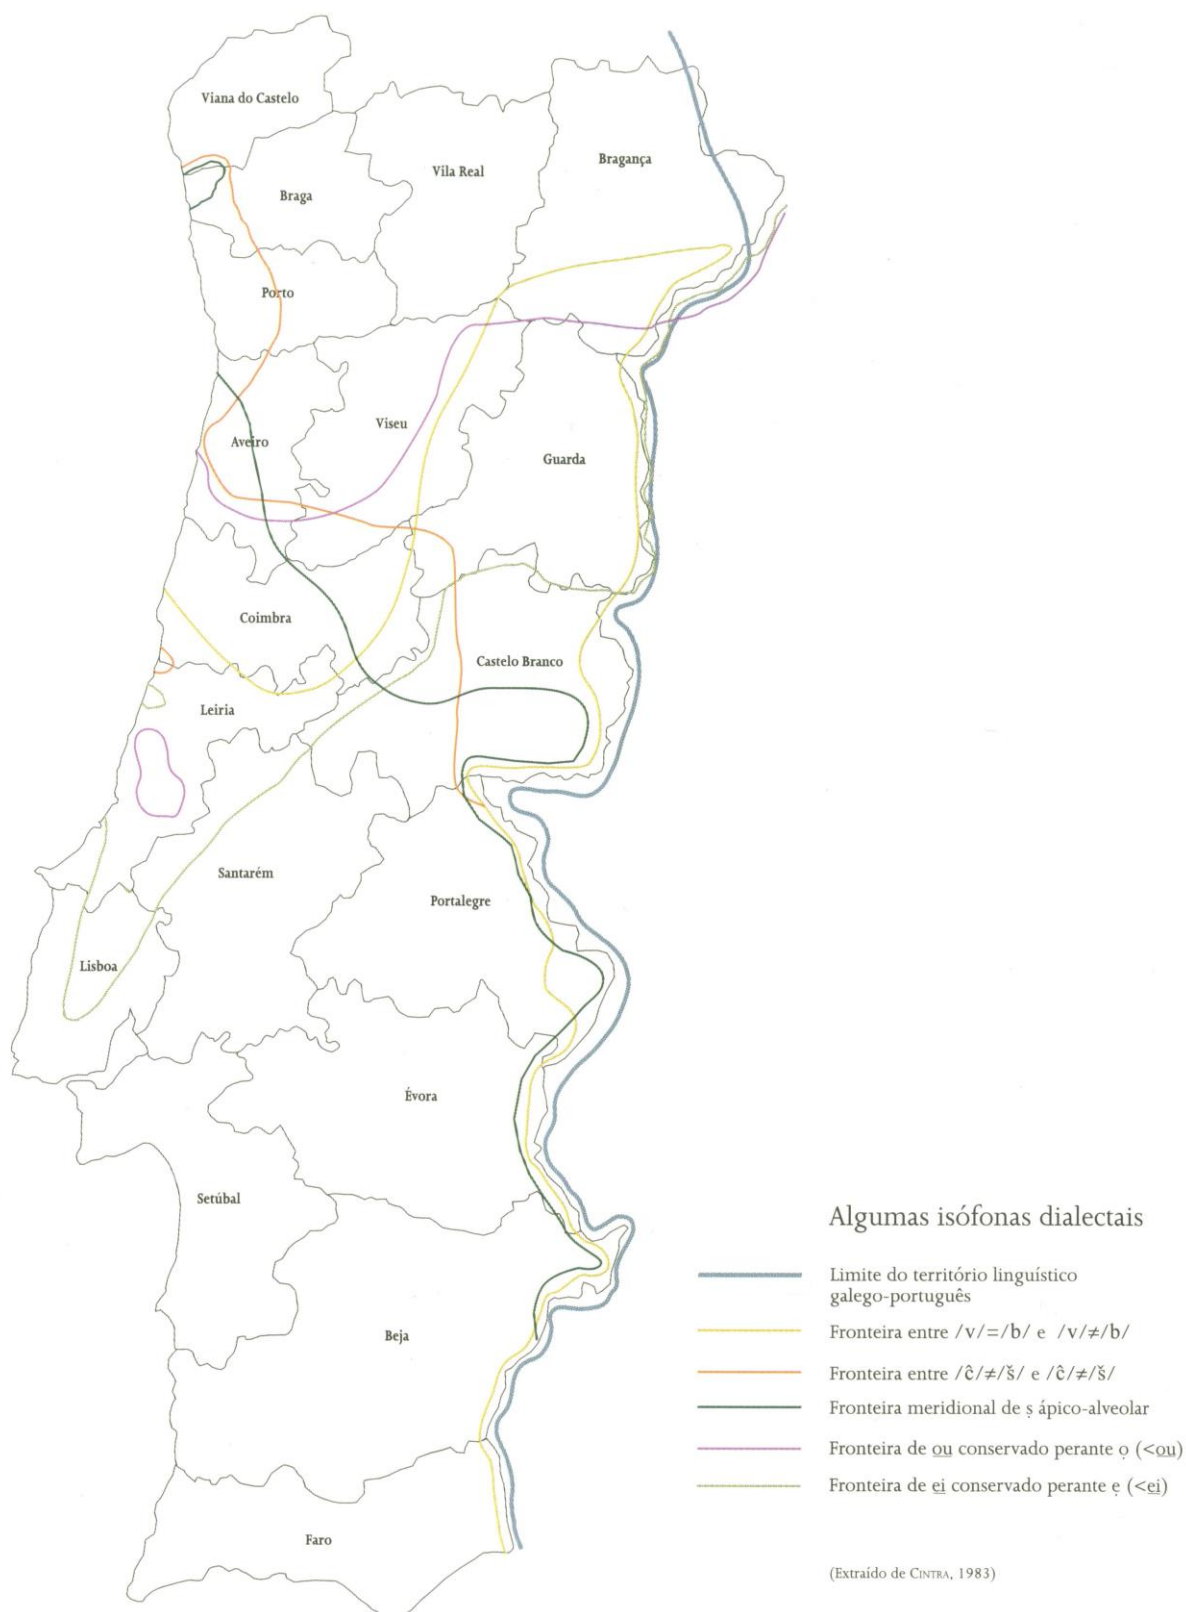 Viana do Castelo
Bragança
Vila Real
Braga
Porto
Viseu
Aveiro
Guarda
Coimbra
Castelo Branco
Leiria
Santarém
Portalegre
Lisboa
Évora
Setúbal
Beja
Faro
Algumas isófonas dialectais
Limite do território linguístico
galego-português
Fronteira entre /v/=/b/ e /v/≠/b/
Fronteira entre /ĉ/≠/š/ e /ĉ/≠/š/
Fronteira meridional de ṣ ápico-alveolar
Fronteira de ou conservado perante ọ (<ou)
Fronteira de ei conservado perante ẹ (<ei)
(Extraído de CINTRA, 1983)